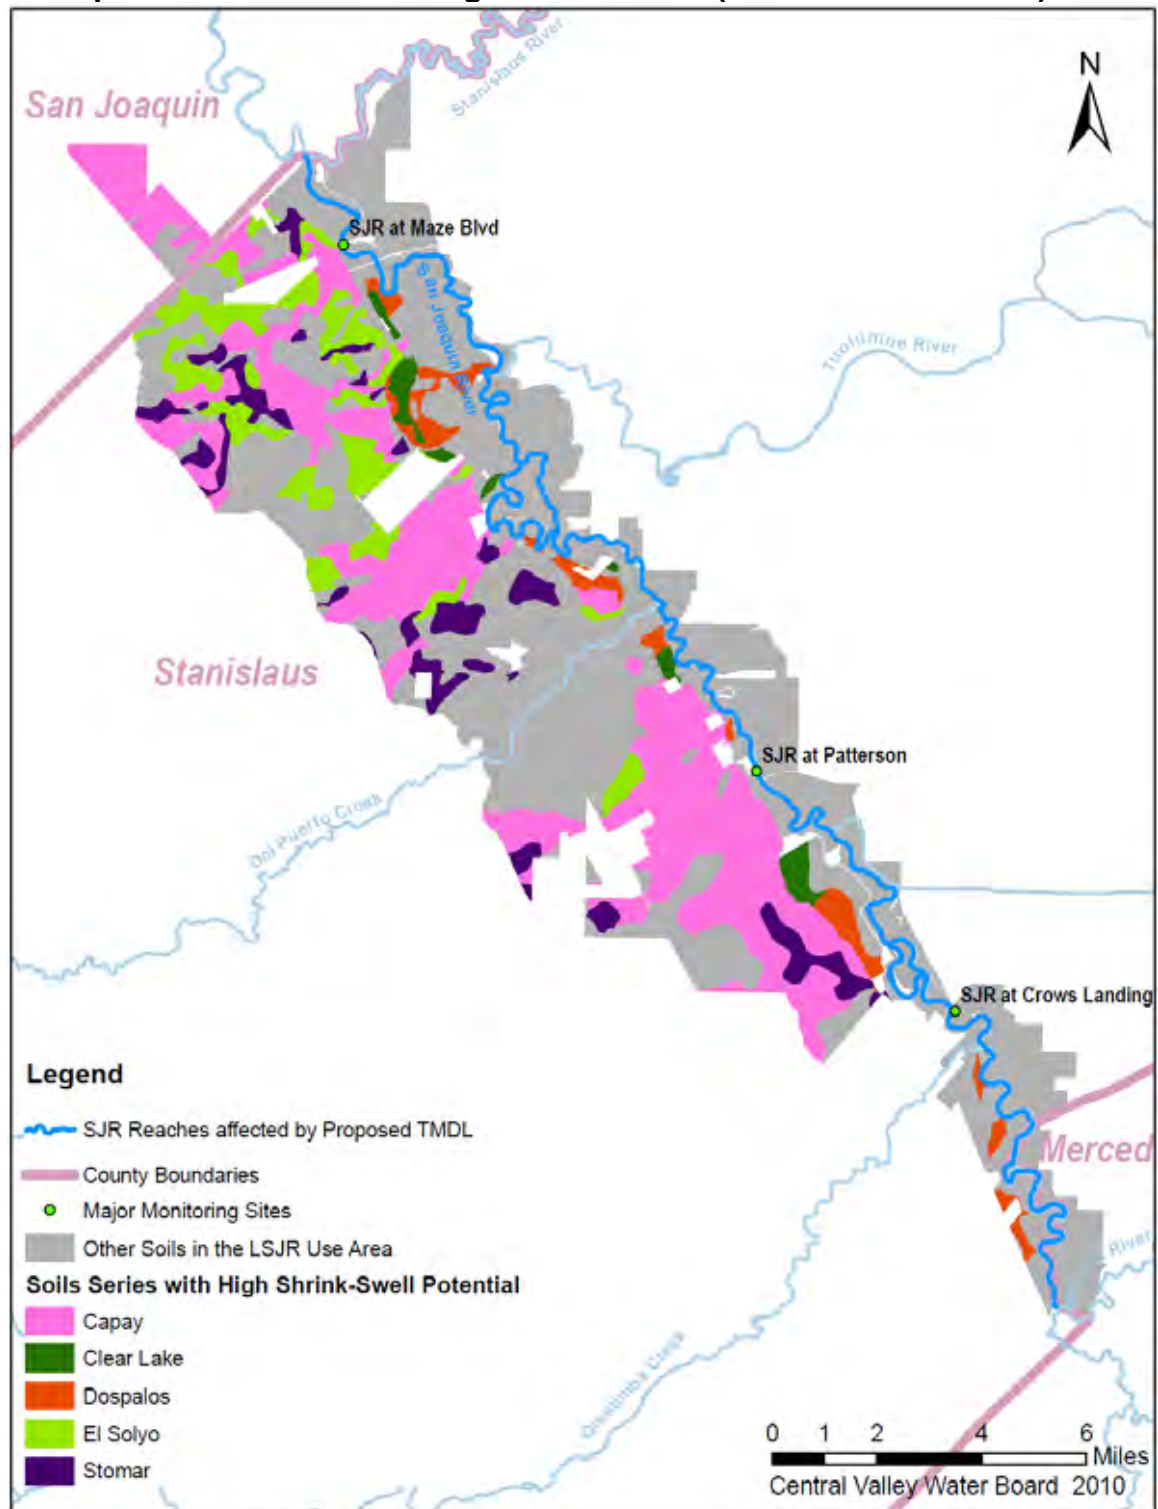 N
San Joaquin
Stanislaus River
SJR at Maze Blvd
San Joaquin River
Tuolumne River
Stanislaus
SJR at Patterson
Del Puerto Creek
SJR at Crows Landing
Merced
River
Orestimba Creek
Legend
SJR Reaches affected by Proposed TMDL
County Boundaries
Major Monitoring Sites
Other Soils in the LSJR Use Area
Soils Series with High Shrink-Swell Potential
Capay
Clear Lake
Dospalos
El Solyo
Stomar
0 1 2 4 6
Miles
Central Valley Water Board 2010